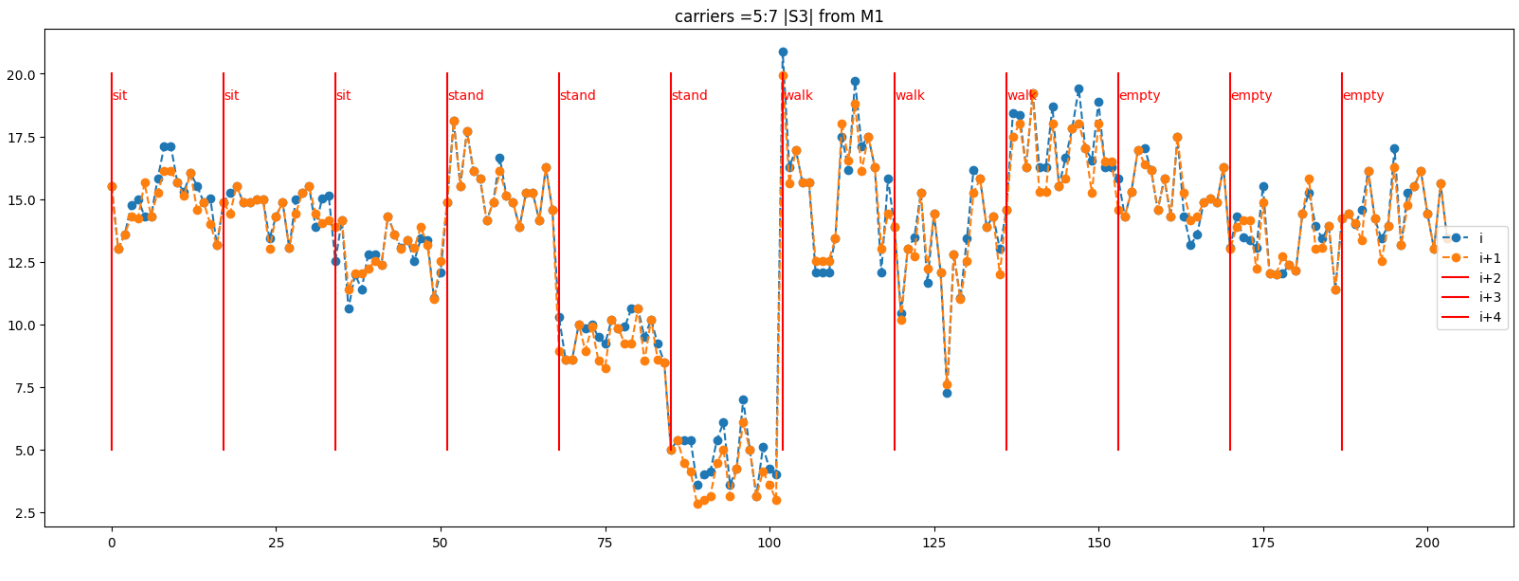 carriers =5:7 |S3| from M1
20.0
17.5
15.0
12.5
10.0
7.5
5.0
2.5
sit
sit
sit
stand
stand
stand
walk
walk
walk
empty
empty
empty
i
i+1
i+2
i+3
i+4
0
25
50
75
100
125
150
175
200